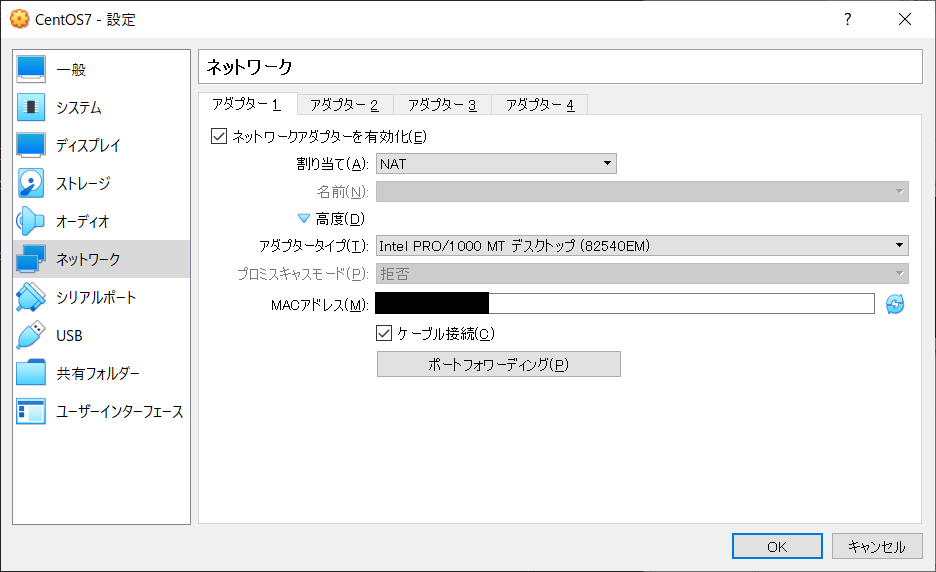 CentOS7 - 設定
?
一般
システム
ディスプレイ
ストレージ
オーディオ
ネットワーク
シリアルポート
USB
共有フォルダー
ユーザーインターフェース
ネットワーク
アダプター 1 アダプター 2 アダプター 3 アダプター 4
ネットワークアダプターを有効化(E)
割り当て(A): NAT
名前(N):
高度(D)
アダプタータイプ(T): Intel PRO/1000 MT デスクトップ (82540EM)
プロミスキャスモード(P): 拒否
MACアドレス(M):
ケーブル接続(C)
ポートフォワーディング(P)
OK キャンセル